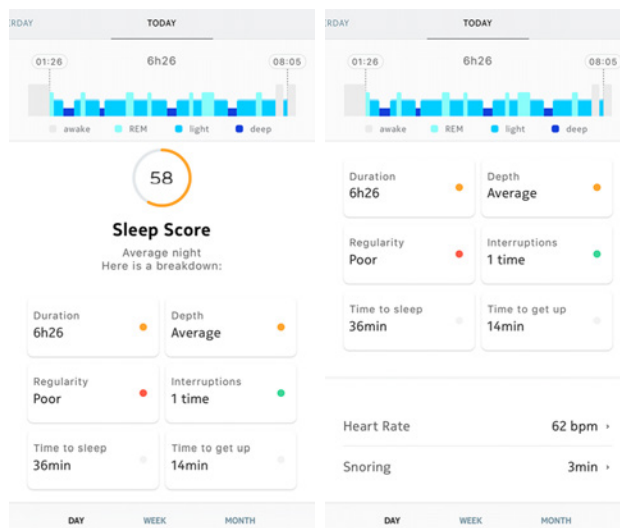 RDAY TODAY
01:26 6h26 08:05
awake REM light deep
58
Sleep Score
Average night
Here is a breakdown:
Duration Depth
6h26 Average
Regularity Interruptions
Poor 1 time
Time to sleep Time to get up
36min 14min
DAY WEEK MONTH
RDAY TODAY
01:26 6h26 08:05
awake REM light deep
Duration Depth
6h26 Average
Regularity Interruptions
Poor 1 time
Time to sleep Time to get up
36min 14min
Heart Rate 62 bpm ›
Snoring 3min ›
DAY WEEK MONTH